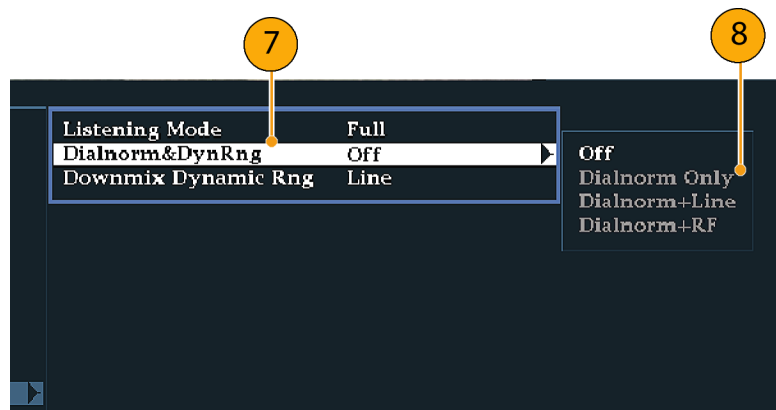 7
8
Listening Mode Full
Dialnorm&DynRng Off
Downmix Dynamic Rng Line
Off
Dialnorm Only
Dialnorm+Line
Dialnorm+RF